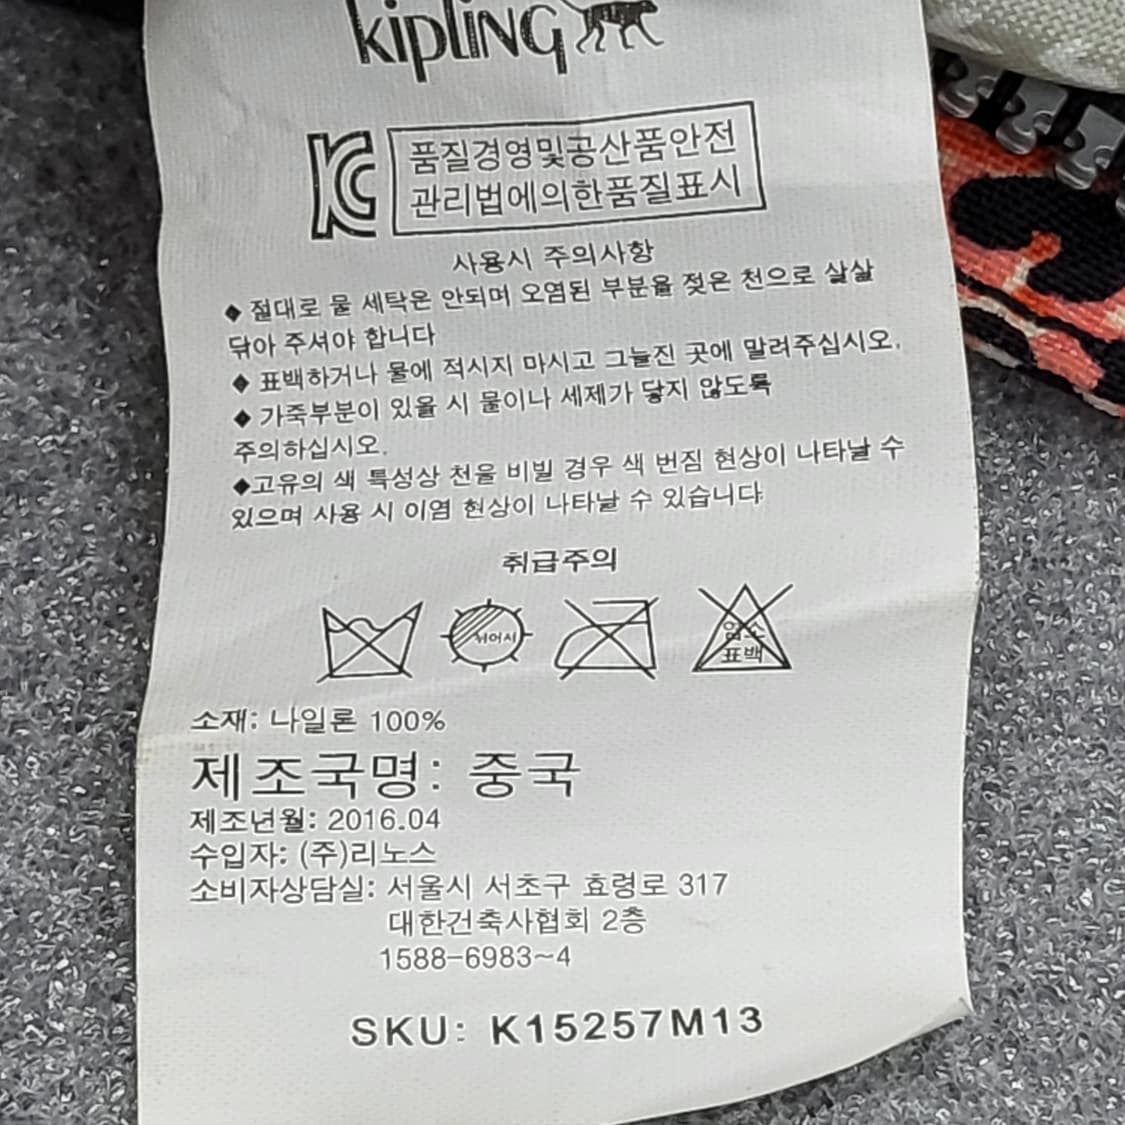 kipling
KC
품질경영및공산품안전
관리법에의한품질표시
사용시 주의사항
◆ 절대로 물 세탁은 안되며 오염된 부분을 젖은 천으로 살살
닦아 주셔야 합니다
◆ 표백하거나 물에 적시지 마시고 그늘진 곳에 말려주십시오.
◆ 가죽부분이 있을 시 물이나 세제가 닿지 않도록
주의하십시오.
◆고유의 색 특성상 천을 비빌 경우 색 번짐 현상이 나타날 수
있으며 사용 시 이염 현상이 나타날 수 있습니다
취급주의
뉘어서
염소
표백
소재: 나일론 100%
제조국명: 중국
제조년월: 2016.04
수입자: (주)리노스
소비자상담실: 서울시 서초구 효령로 317
대한건축사협회 2층
1588-6983~4
SKU: K15257M13